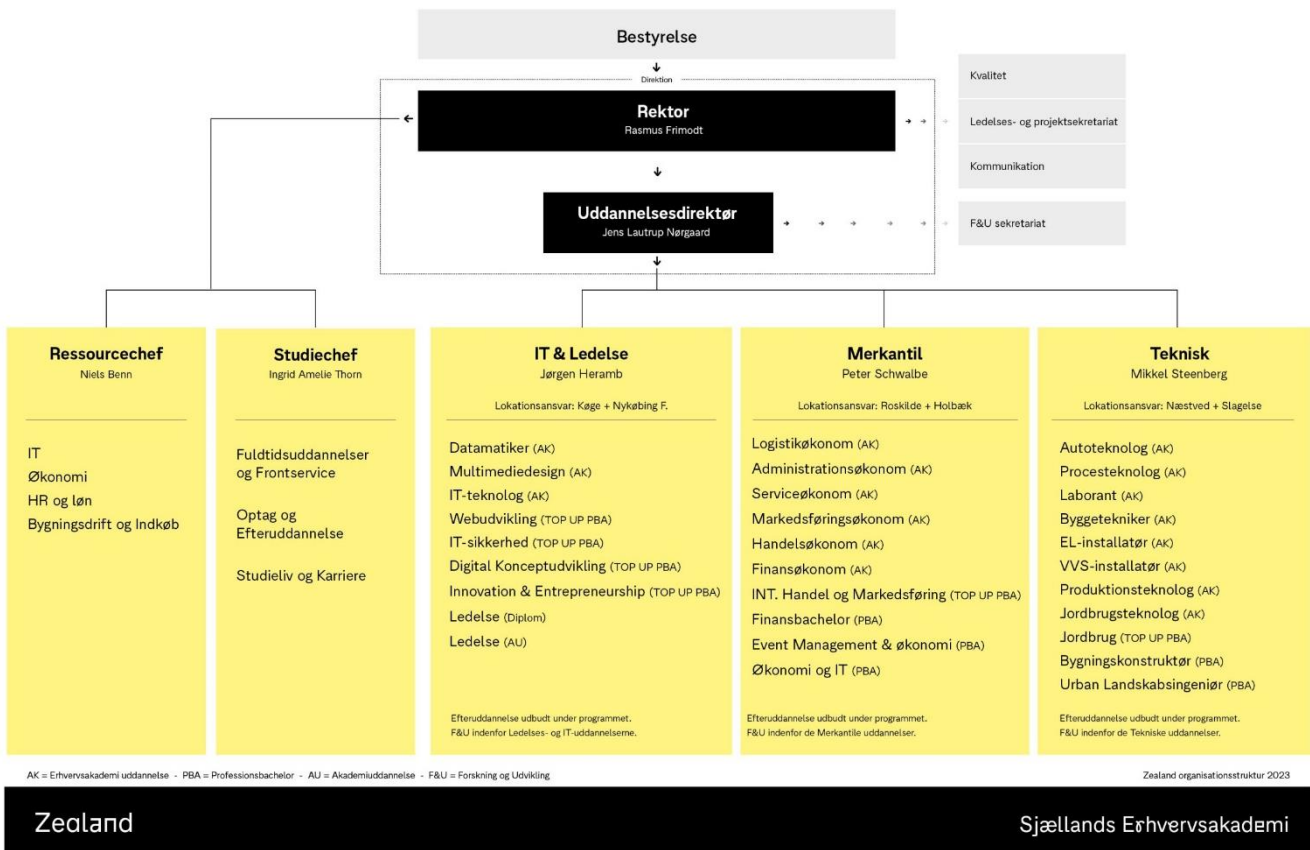 Bestyrelse
Direktion
Rektor
Rasmus Frimodt
Kvalitet
Ledelses- og projektsekretariat
Kommunikation
Uddannelsesdirektør
Jens Lautrup Nørgaard
F&U sekretariat
Ressourcechef
Niels Benn
IT
Økonomi
HR og løn
Bygningsdrift og Indkøb
Studiechef
Ingrid Amelie Thorn
Fuldtidsuddannelser
og Frontservice
Optag og
Efteruddannelse
Studieliv og Karriere
IT & Ledelse
Jørgen Heramb
Lokationsansvar: Køge + Nykøbing F.
Datamatiker (AK)
Multimediedesign (AK)
IT-teknolog (AK)
Webudvikling (TOP UP PBA)
IT-sikkerhed (TOP UP PBA)
Digital Konceptudvikling (TOP UP PBA)
Innovation & Entrepreneurship (TOP UP PBA)
Ledelse (Diplom)
Ledelse (AU)
Efteruddannelse udbudt under programmet.
F&U indenfor Ledelses- og IT-uddannelserne.
Merkantil
Peter Schwalbe
Lokationsansvar: Roskilde + Holbæk
Logistikøkonom (AK)
Administrationsøkonom (AK)
Serviceøkonom (AK)
Markedsføringsøkonom (AK)
Handelsøkonom (AK)
Finansøkonom (AK)
INT. Handel og Markedsføring (TOP UP PBA)
Finansbachelor (PBA)
Event Management & økonomi (PBA)
Økonomi og IT (PBA)
Efteruddannelse udbudt under programmet.
F&U indenfor de Merkantile uddannelser.
Teknisk
Mikkel Steenberg
Lokationsansvar: Næstved + Slagelse
Autoteknolog (AK)
Procesteknolog (AK)
Laborant (AK)
Byggetekniker (AK)
EL-installatør (AK)
VVS-installatør (AK)
Produktionsteknolog (AK)
Jordbrugsteknolog (AK)
Jordbrug (TOP UP PBA)
Bygningskonstruktør (PBA)
Urban Landskabsingeniør (PBA)
Efteruddannelse udbudt under programmet.
F&U indenfor de Tekniske uddannelser.
AK = Erhvervsakademi uddannelse - PBA = Professionsbachelor - AU = Akademiuddannelse - F&U = Forskning og Udvikling
Zealand organisationsstruktur 2023
Zealand
Sjællands Erhvervsakademi